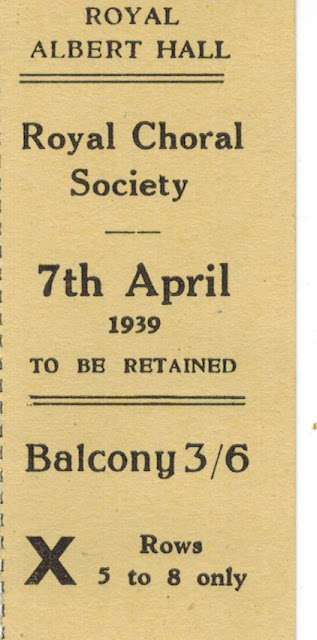 ROYAL
ALBERT HALL
Royal Choral
Society
7th April
1939
TO BE RETAINED
Balcony 3/6
X Rows
5 to 8 only